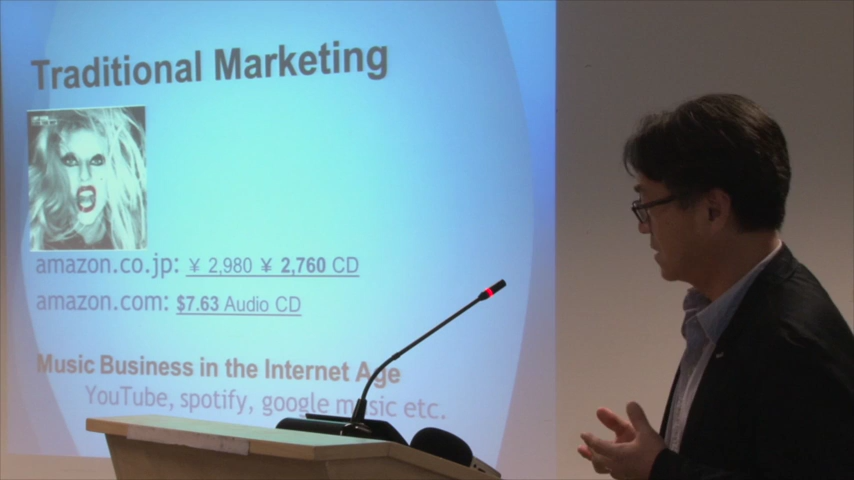 Traditional Marketing
amazon.co.jp: ¥ 2,980 ¥ 2,760 CD
amazon.com: $7.63 Audio CD
Music Business in the Internet Age
YouTube, spotify, google music etc.